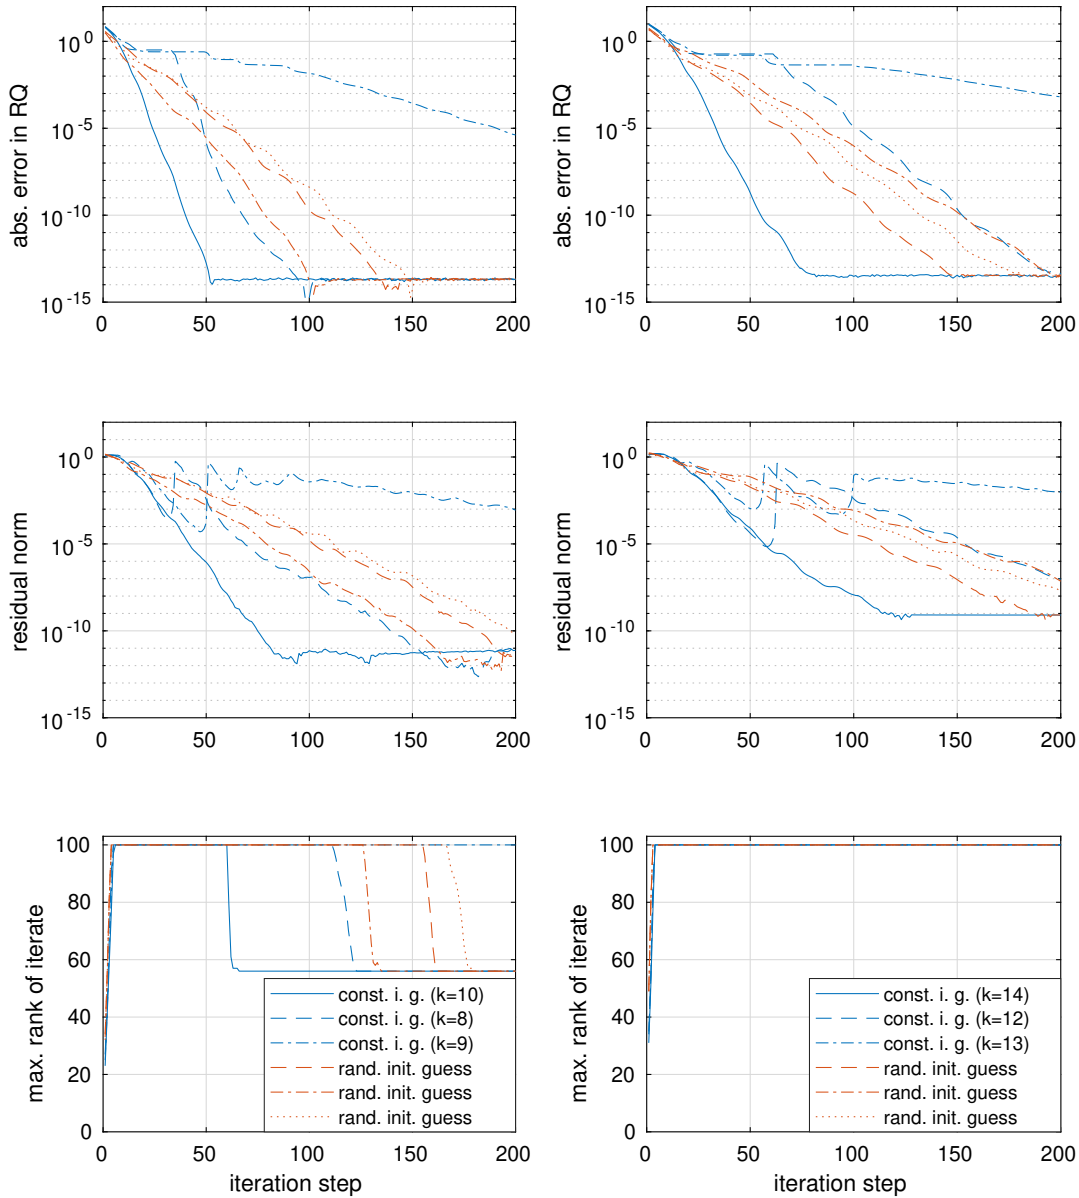 abs. error in RQ
10^0
10^-5
10^-10
10^-15
0 50 100 150 200
abs. error in RQ
10^0
10^-5
10^-10
10^-15
0 50 100 150 200
residual norm
10^0
10^-5
10^-10
10^-15
0 50 100 150 200
residual norm
10^0
10^-5
10^-10
10^-15
0 50 100 150 200
max. rank of iterate
100
80
60
40
20
0
const. i. g. (k=10)
const. i. g. (k=8)
const. i. g. (k=9)
rand. init. guess
rand. init. guess
rand. init. guess
0 50 100 150 200
iteration step
max. rank of iterate
100
80
60
40
20
0
const. i. g. (k=14)
const. i. g. (k=12)
const. i. g. (k=13)
rand. init. guess
rand. init. guess
rand. init. guess
0 50 100 150 200
iteration step